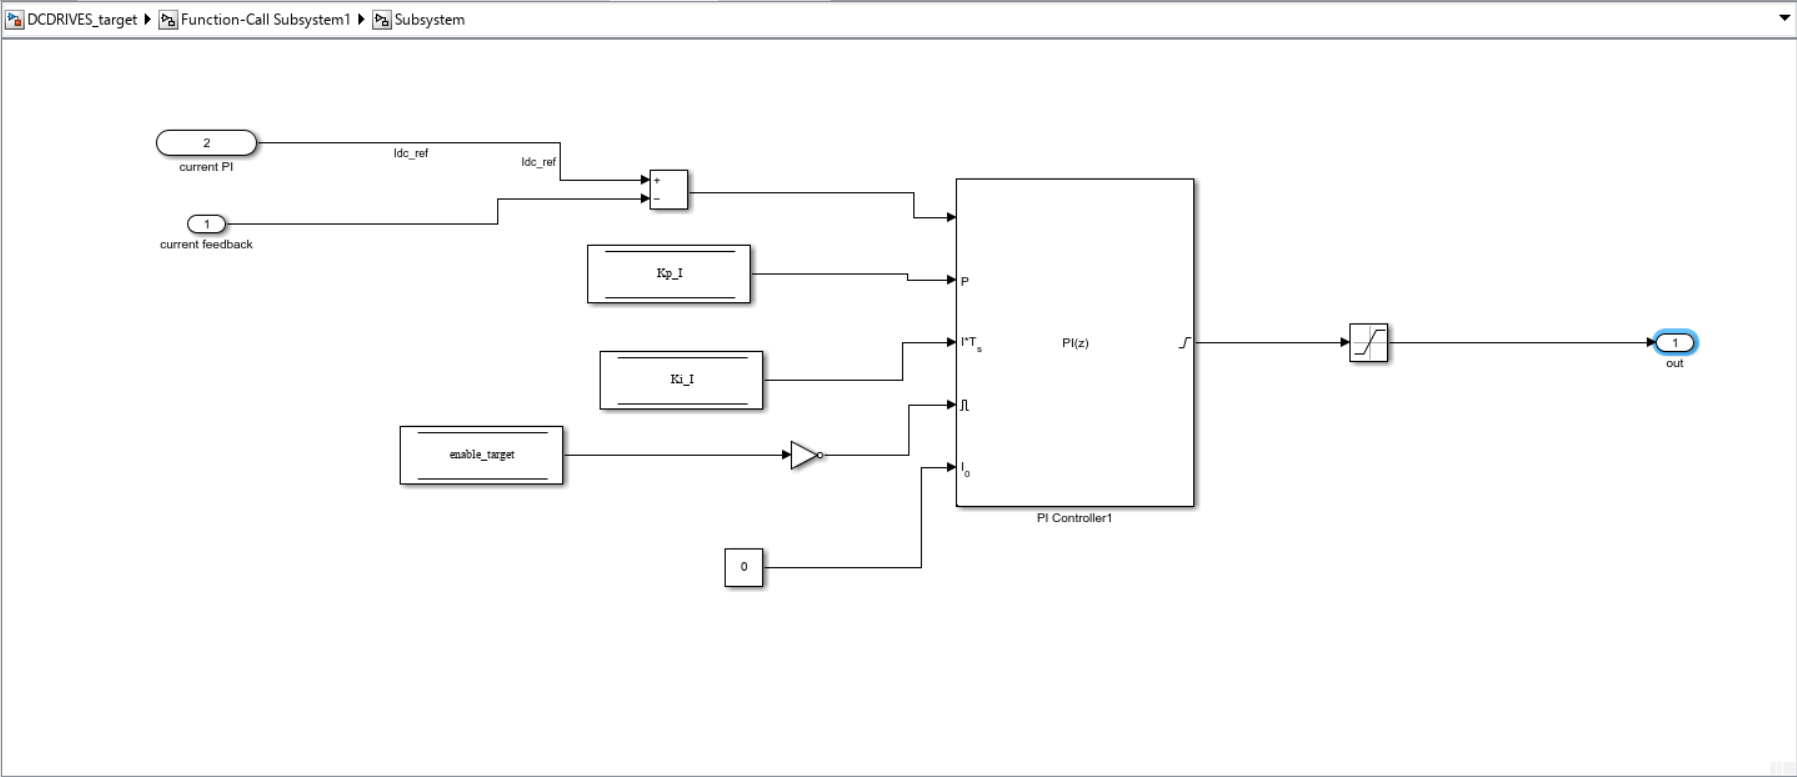 DCDRIVES_target Function-Call Subsystem1 Subsystem
2
current PI
Idc_ref
Idc_ref
+
−
1
current feedback
Kp_I
P
Ki_I
I*Ts
PI(z)
enable_target
I0
PI Controller1
0
1
out